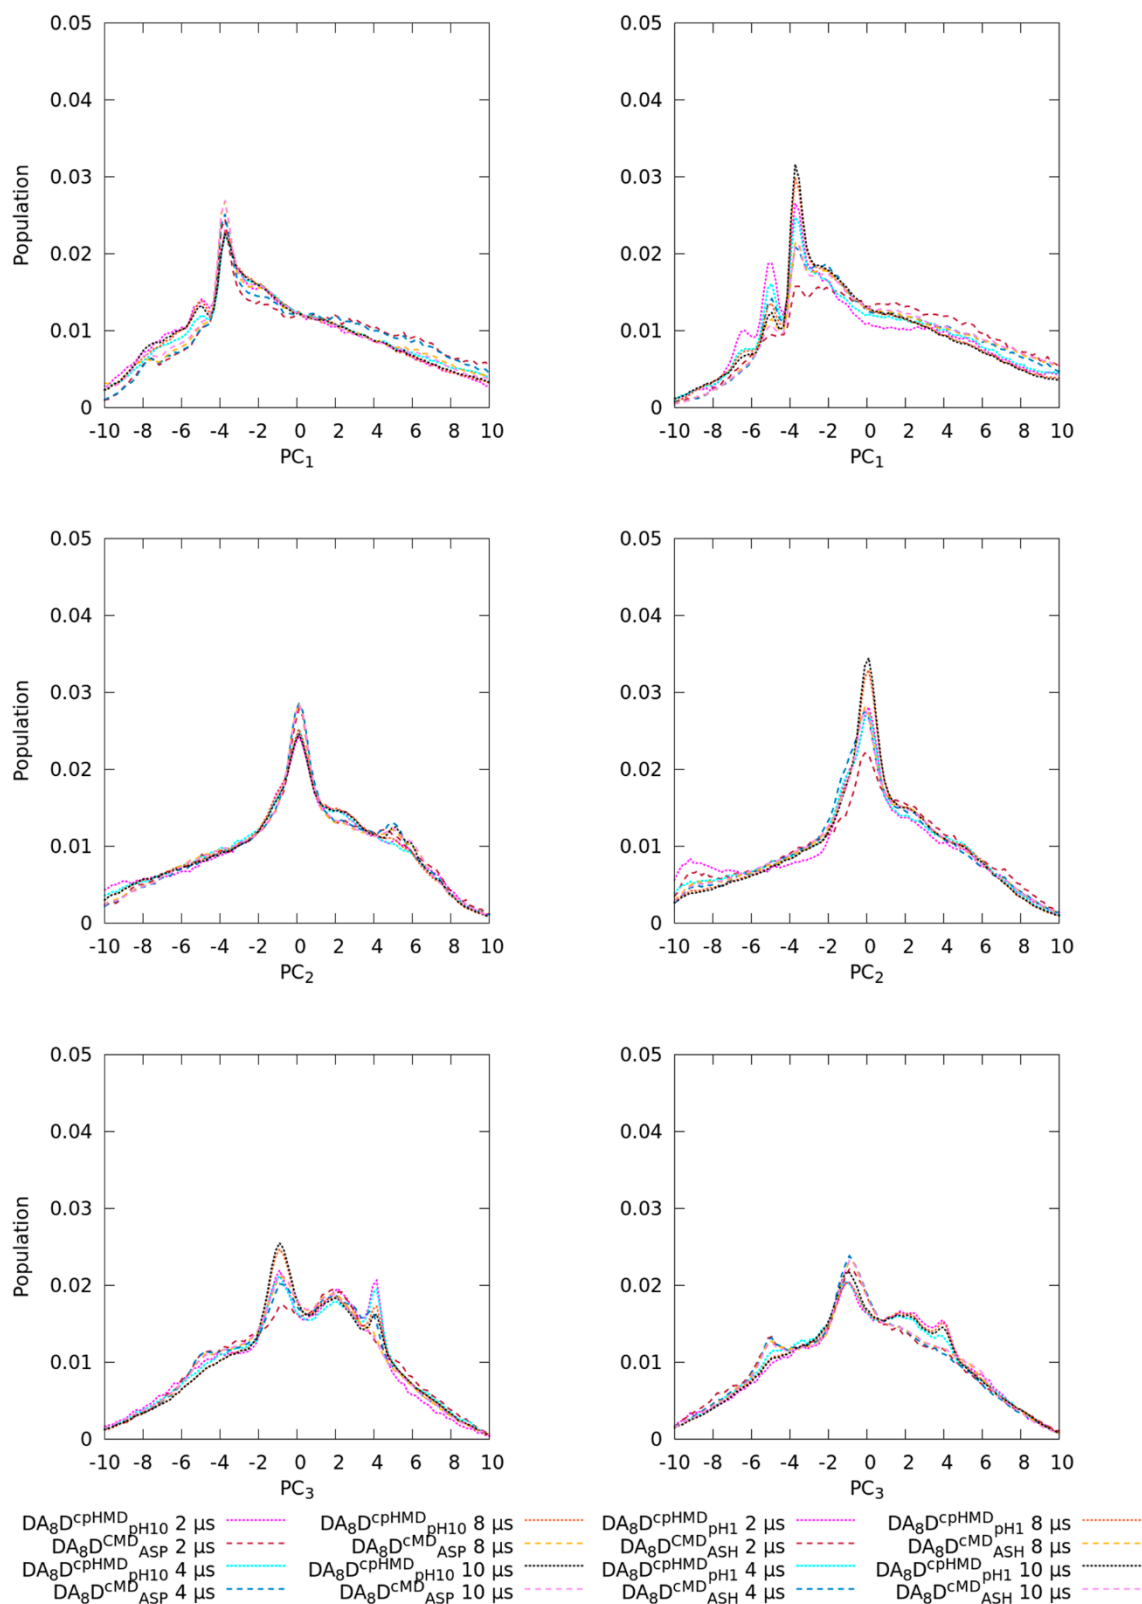 0.05 0.05
0.04 0.04
0.03 0.03
0.02 0.02
0.01 0.01
0 0
Population
-10 -8 -6 -4 -2 0 2 4 6 8 10 -10 -8 -6 -4 -2 0 2 4 6 8 10
PC1 PC1
0.05 0.05
0.04 0.04
0.03 0.03
0.02 0.02
0.01 0.01
0 0
Population
-10 -8 -6 -4 -2 0 2 4 6 8 10 -10 -8 -6 -4 -2 0 2 4 6 8 10
PC2 PC2
0.05 0.05
0.04 0.04
0.03 0.03
0.02 0.02
0.01 0.01
0 0
Population
-10 -8 -6 -4 -2 0 2 4 6 8 10 -10 -8 -6 -4 -2 0 2 4 6 8 10
PC3 PC3
DA8DcpHMDpH10 2 μs DA8DcpHMDpH10 8 μs DA8DcpHMDpH1 2 μs DA8DcpHMDpH1 8 μs
DA8DCMDASP 2 μs DA8DcMDASP 8 μs DA8DCMDASH 2 μs DA8DCMDASH 8 μs
DA8DcpHMDpH10 4 μs DA8DcpHMDpH10 10 μs DA8DcpHMDpH1 4 μs DA8DcpHMDpH1 10 μs
DA8DCMDASP 4 μs DA8DcMDASP 10 μs DA8DcMDASH 4 μs DA8DcMDASH 10 μs